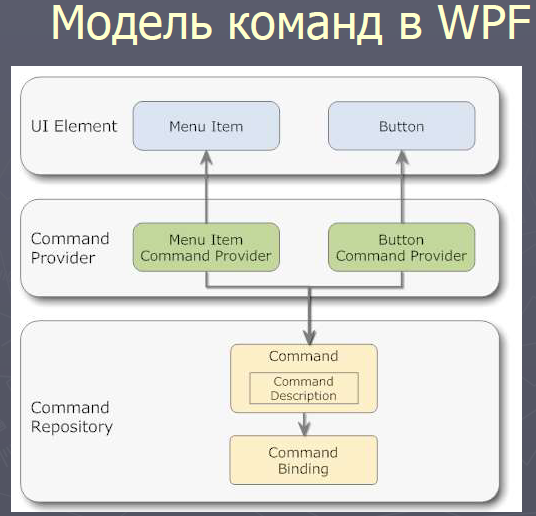 Модель команд в WPF
UI Element
Menu Item
Button
Command
Provider
Menu Item
Command Provider
Button
Command Provider
Command
Repository
Command
Command
Description
Command
Binding